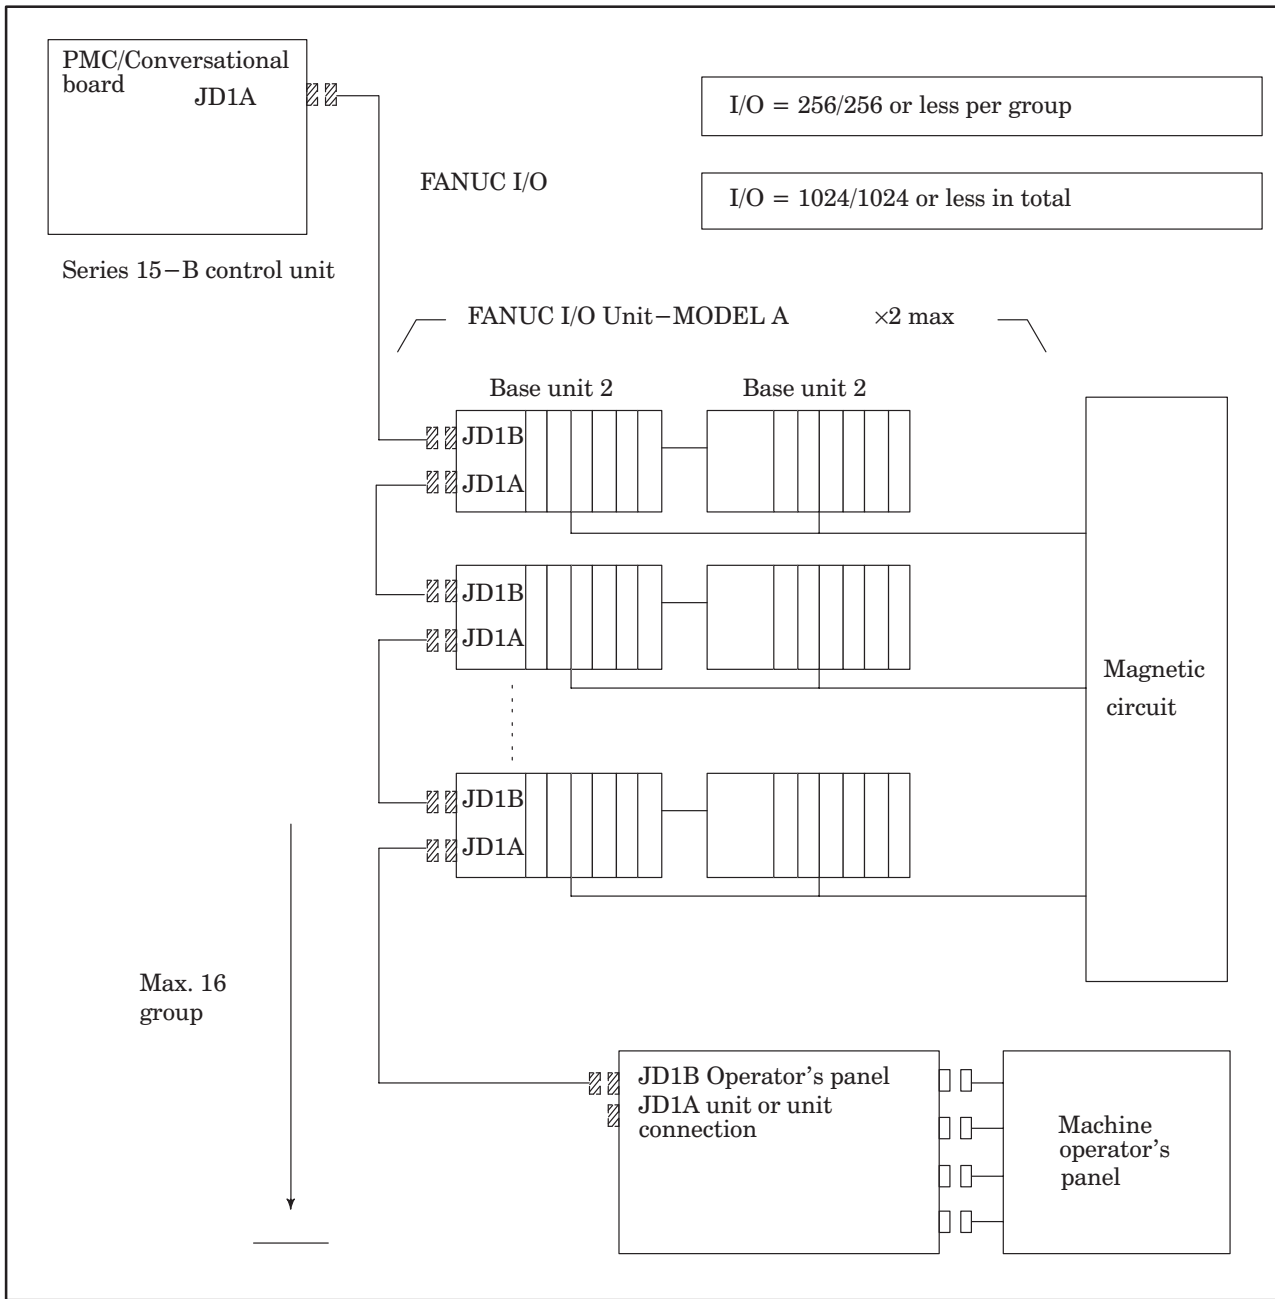 PMC/Conversational
board
JD1A
I/O = 256/256 or less per group
FANUC I/O
I/O = 1024/1024 or less in total
Series 15−B control unit
FANUC I/O Unit−MODEL A ×2 max
Base unit 2
Base unit 2
JD1B
JD1A
JD1B
JD1A
Magnetic
circuit
JD1B
JD1A
Max. 16
group
JD1B Operator's panel
JD1A unit or unit
connection
Machine
operator's
panel